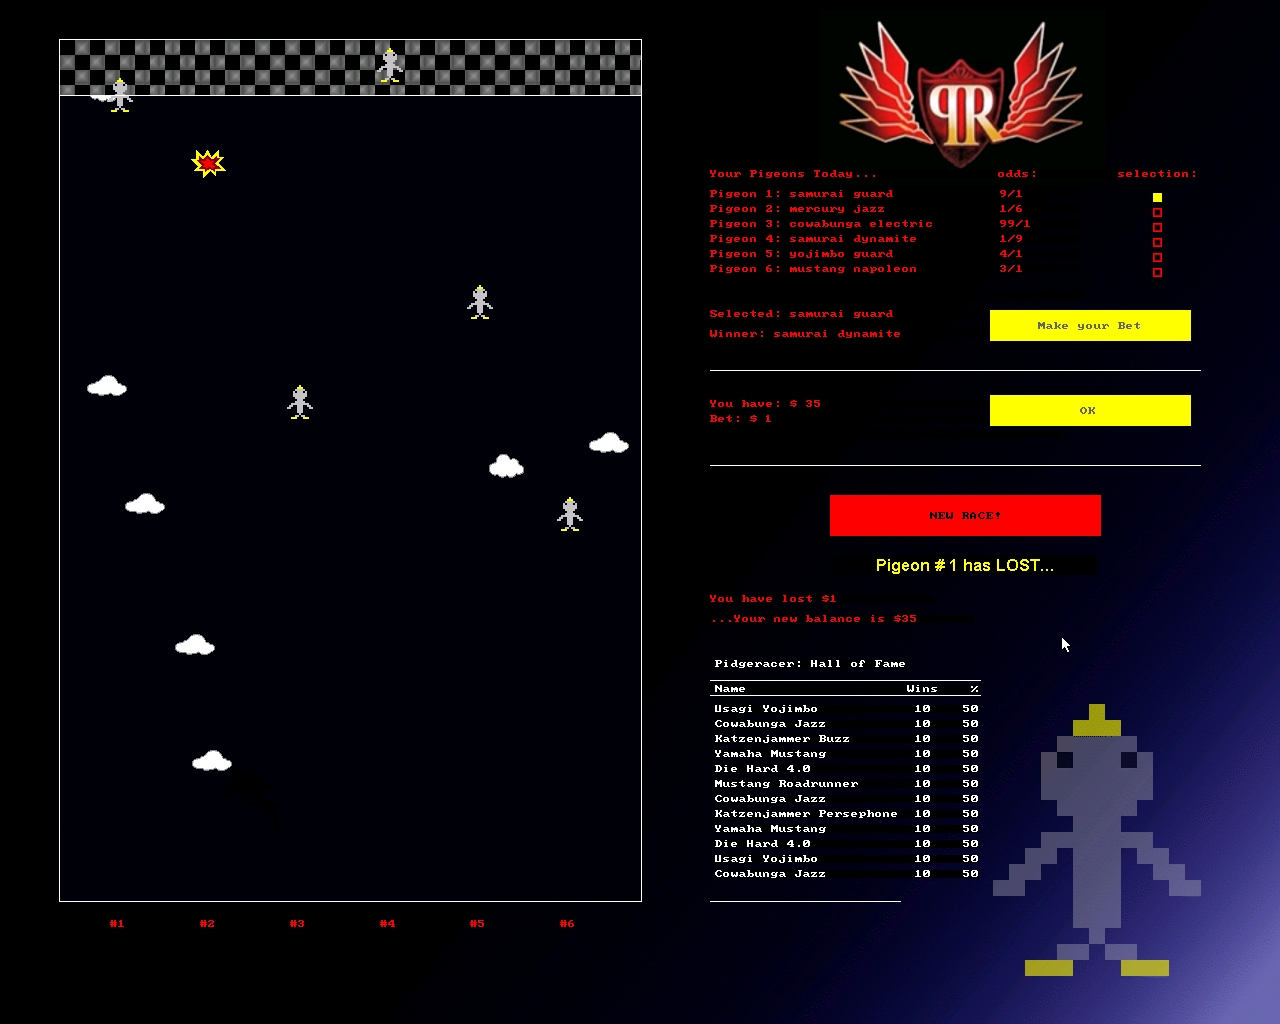 PR
Your Pigeons Today... odds: selection:
Pigeon 1: samurai guard 9/1
Pigeon 2: mercury jazz 1/6
Pigeon 3: cowabunga electric 99/1
Pigeon 4: samurai dynamite 1/9
Pigeon 5: yojimbo guard 4/1
Pigeon 6: mustang napoleon 3/1
Selected: samurai guard
Make your Bet
Winner: samurai dynamite
You have: $ 35
OK
Bet: $ 1
NEW RACE!
Pigeon # 1 has LOST...
You have lost $1
...Your new balance is $35
Pidgeracer: Hall of Fame
Name Wins %
Usagi Yojimbo 10 50
Cowabunga Jazz 10 50
Katzenjammer Buzz 10 50
Yamaha Mustang 10 50
Die Hard 4.0 10 50
Mustang Roadrunner 10 50
Cowabunga Jazz 10 50
Katzenjammer Persephone 10 50
Yamaha Mustang 10 50
Die Hard 4.0 10 50
Usagi Yojimbo 10 50
Cowabunga Jazz 10 50
#1 #2 #3 #4 #5 #6